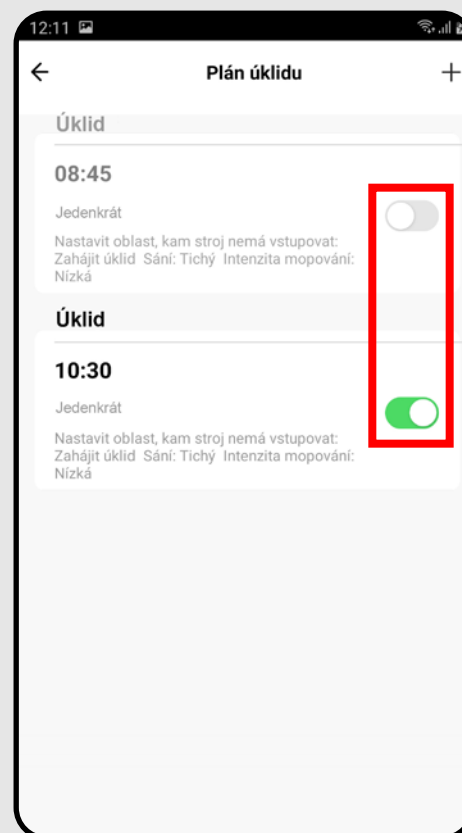 12:11
Plán úklidu
Úklid
08:45
Jedenkrát
Nastavit oblast, kam stroj nemá vstupovat:
Zahájit úklid Sání: Tichý Intenzita mopování:
Nízká
Úklid
10:30
Jedenkrát
Nastavit oblast, kam stroj nemá vstupovat:
Zahájit úklid Sání: Tichý Intenzita mopování:
Nízká